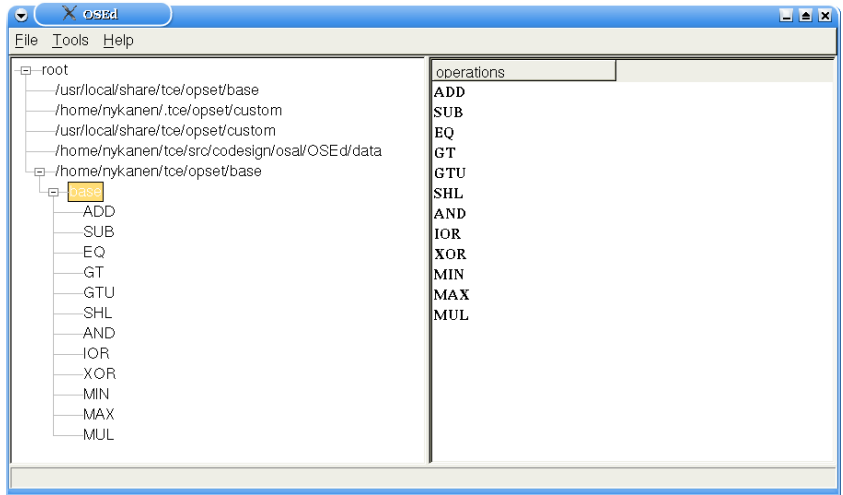 OSEd
File Tools Help
root
/usr/local/share/tce/opset/base
/home/nykanen/.tce/opset/custom
/usr/local/share/tce/opset/custom
/home/nykanen/tce/src/codesign/osal/OSEd/data
/home/nykanen/tce/opset/base
base
ADD
SUB
EQ
GT
GTU
SHL
AND
IOR
XOR
MIN
MAX
MUL
operations
ADD
SUB
EQ
GT
GTU
SHL
AND
IOR
XOR
MIN
MAX
MUL